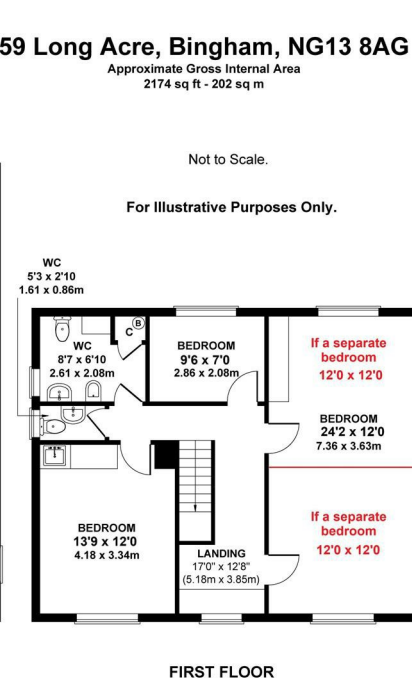 59 Long Acre, Bingham, NG13 8AG
Approximate Gross Internal Area
2174 sq ft - 202 sq m
Not to Scale.
For Illustrative Purposes Only.
WC
5'3 x 2'10
1.61 x 0.86m
B
C
WC
8'7 x 6'10
2.61 x 2.08m
BEDROOM
9'6 x 7'0
2.86 x 2.08m
If a separate
bedroom
12'0 x 12'0
BEDROOM
24'2 x 12'0
7.36 x 3.63m
If a separate
bedroom
12'0 x 12'0
BEDROOM
13'9 x 12'0
4.18 x 3.34m
LANDING
17'0" x 12'8"
(5.18m x 3.85m)
FIRST FLOOR